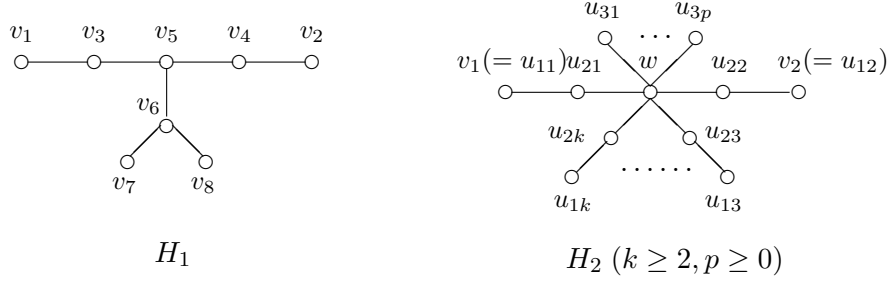 v₁ v₃ v₅ v₄ v₂
v₆
v₇ v₈
H₁
u₃₁ ··· u₃ₚ
v₁(= u₁₁)u₂₁ w u₂₂ v₂(= u₁₂)
u₂ₖ u₂₃
······
u₁ₖ u₁₃
H₂ (k ≥ 2, p ≥ 0)